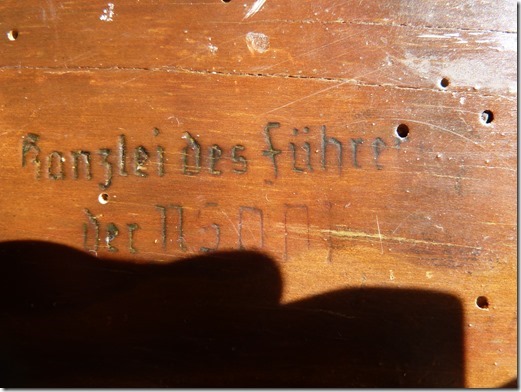 Kanzlei des Führer
der NSDAP